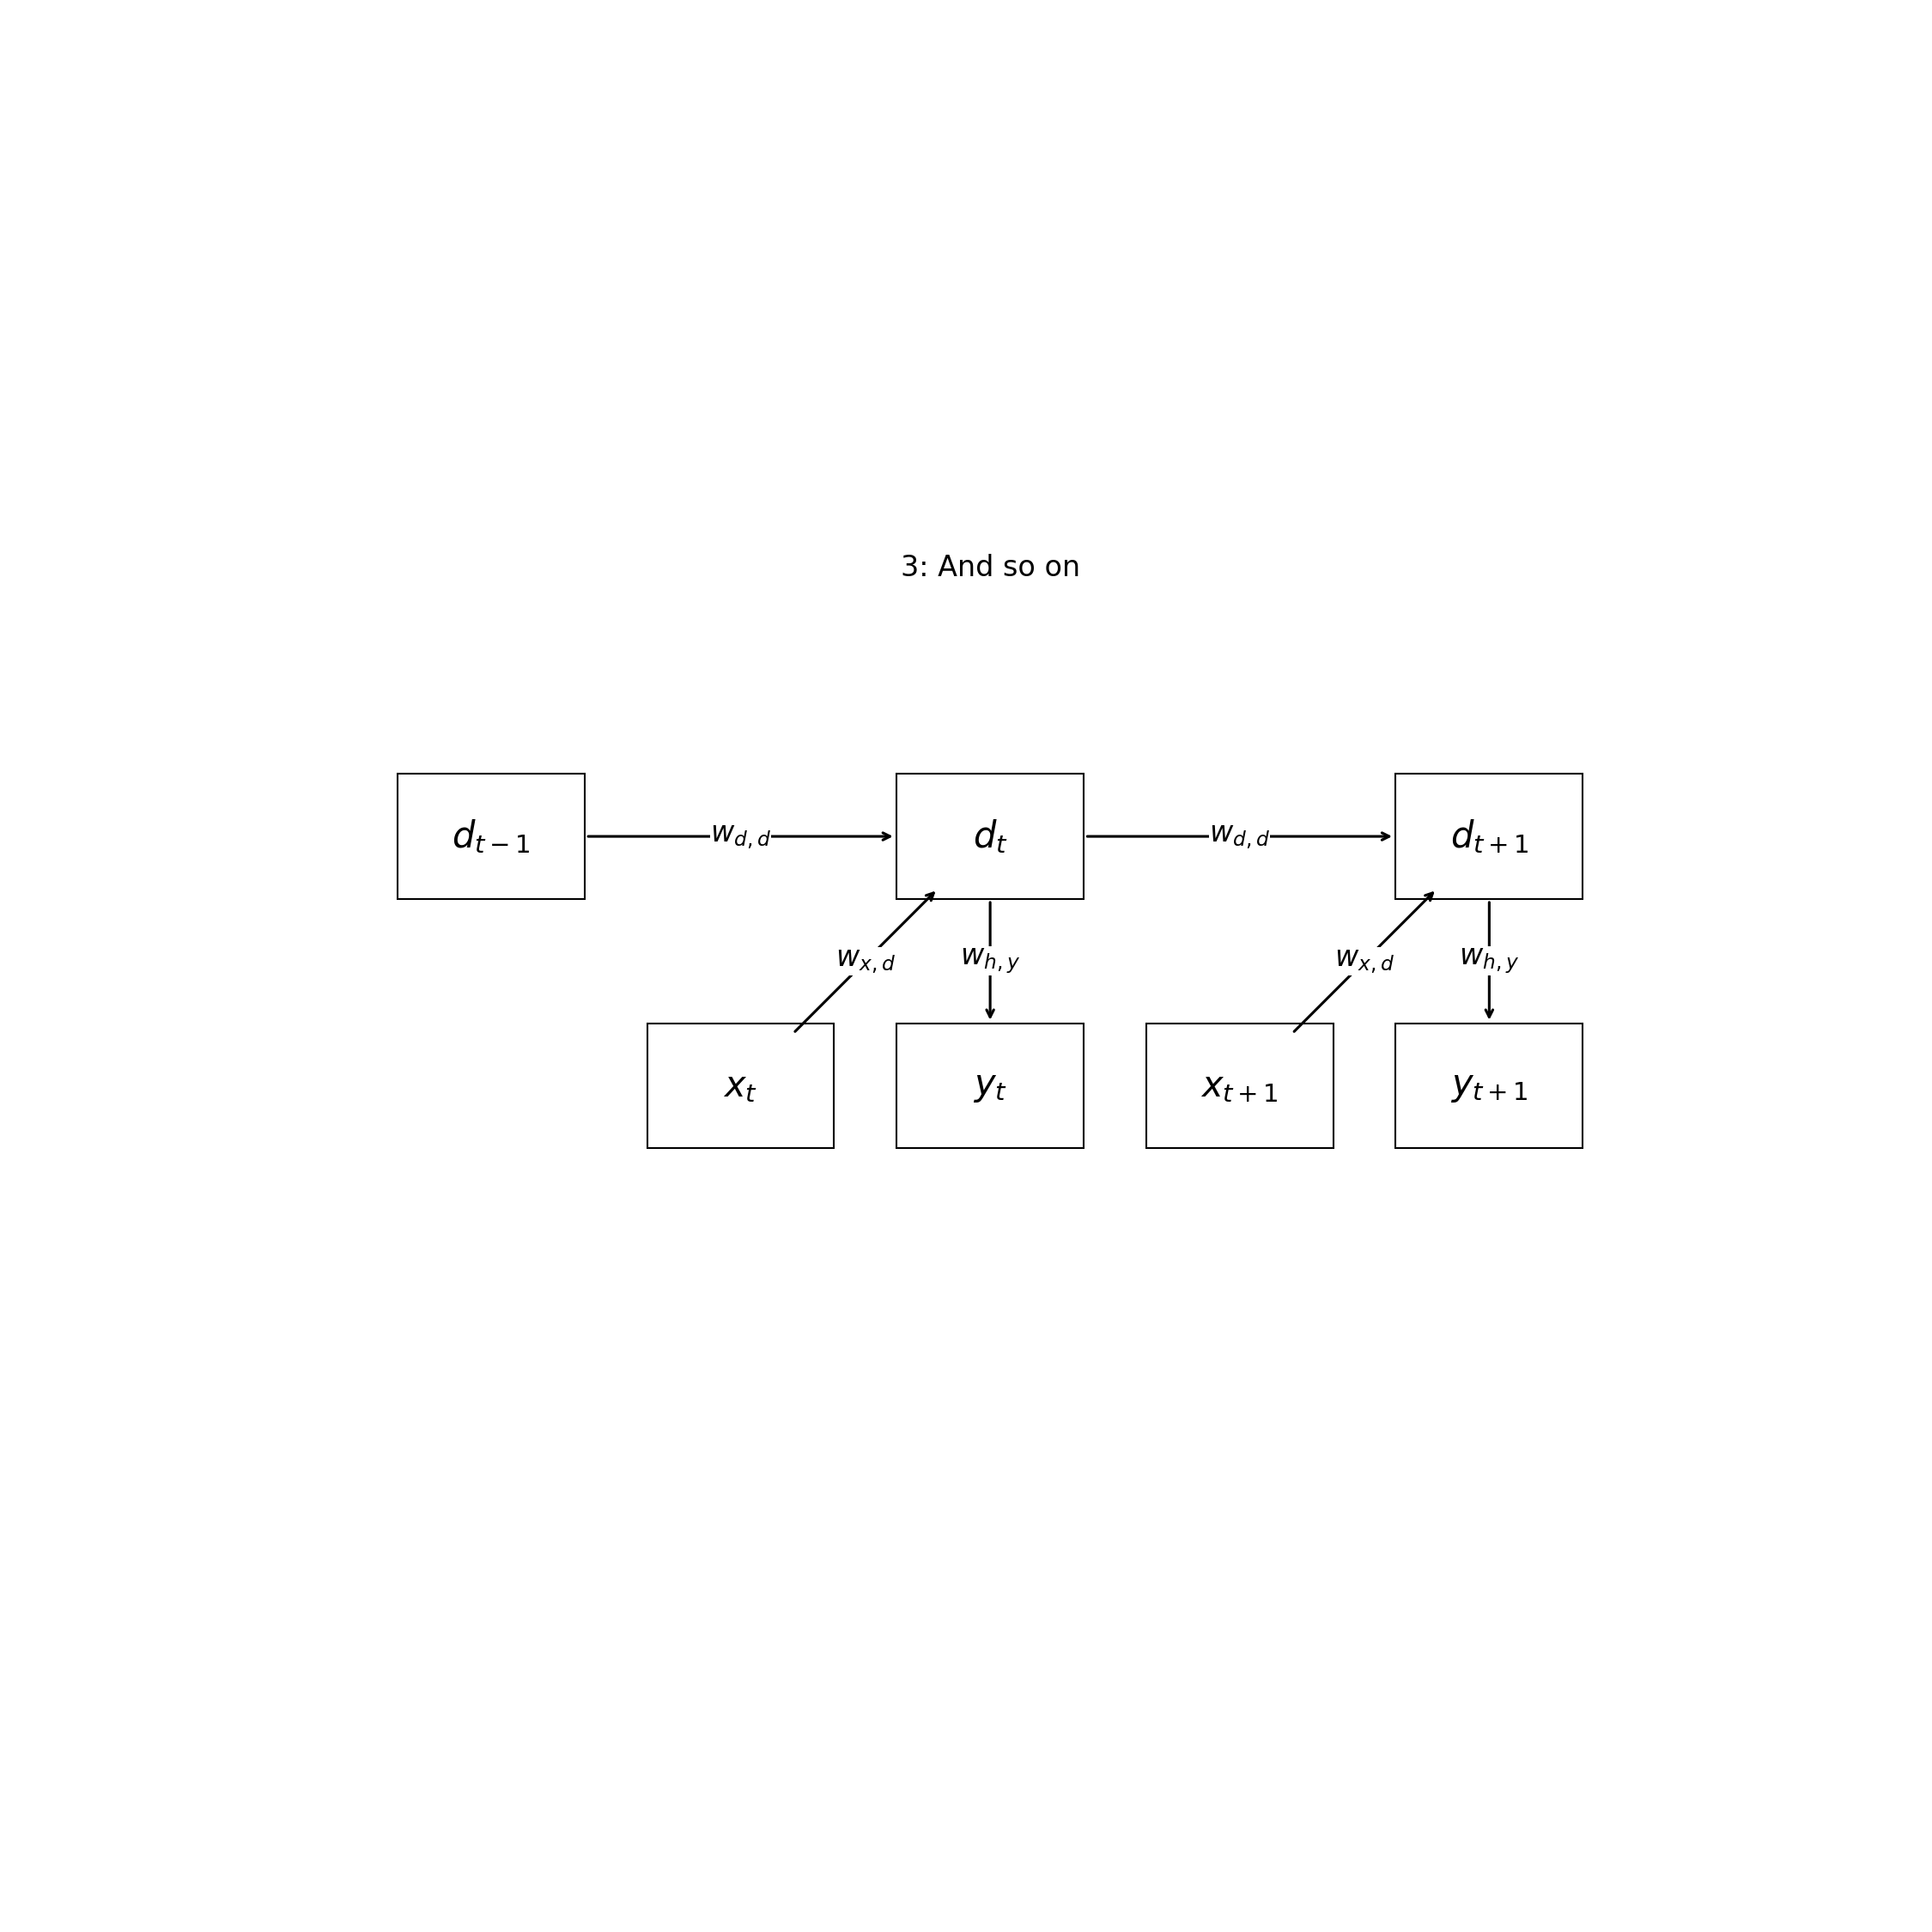 3: And so on
d_{t-1} w_{d,d} d_t w_{d,d} d_{t+1}
w_{x,d} w_{h,y} w_{x,d} w_{h,y}
x_t y_t x_{t+1} y_{t+1}